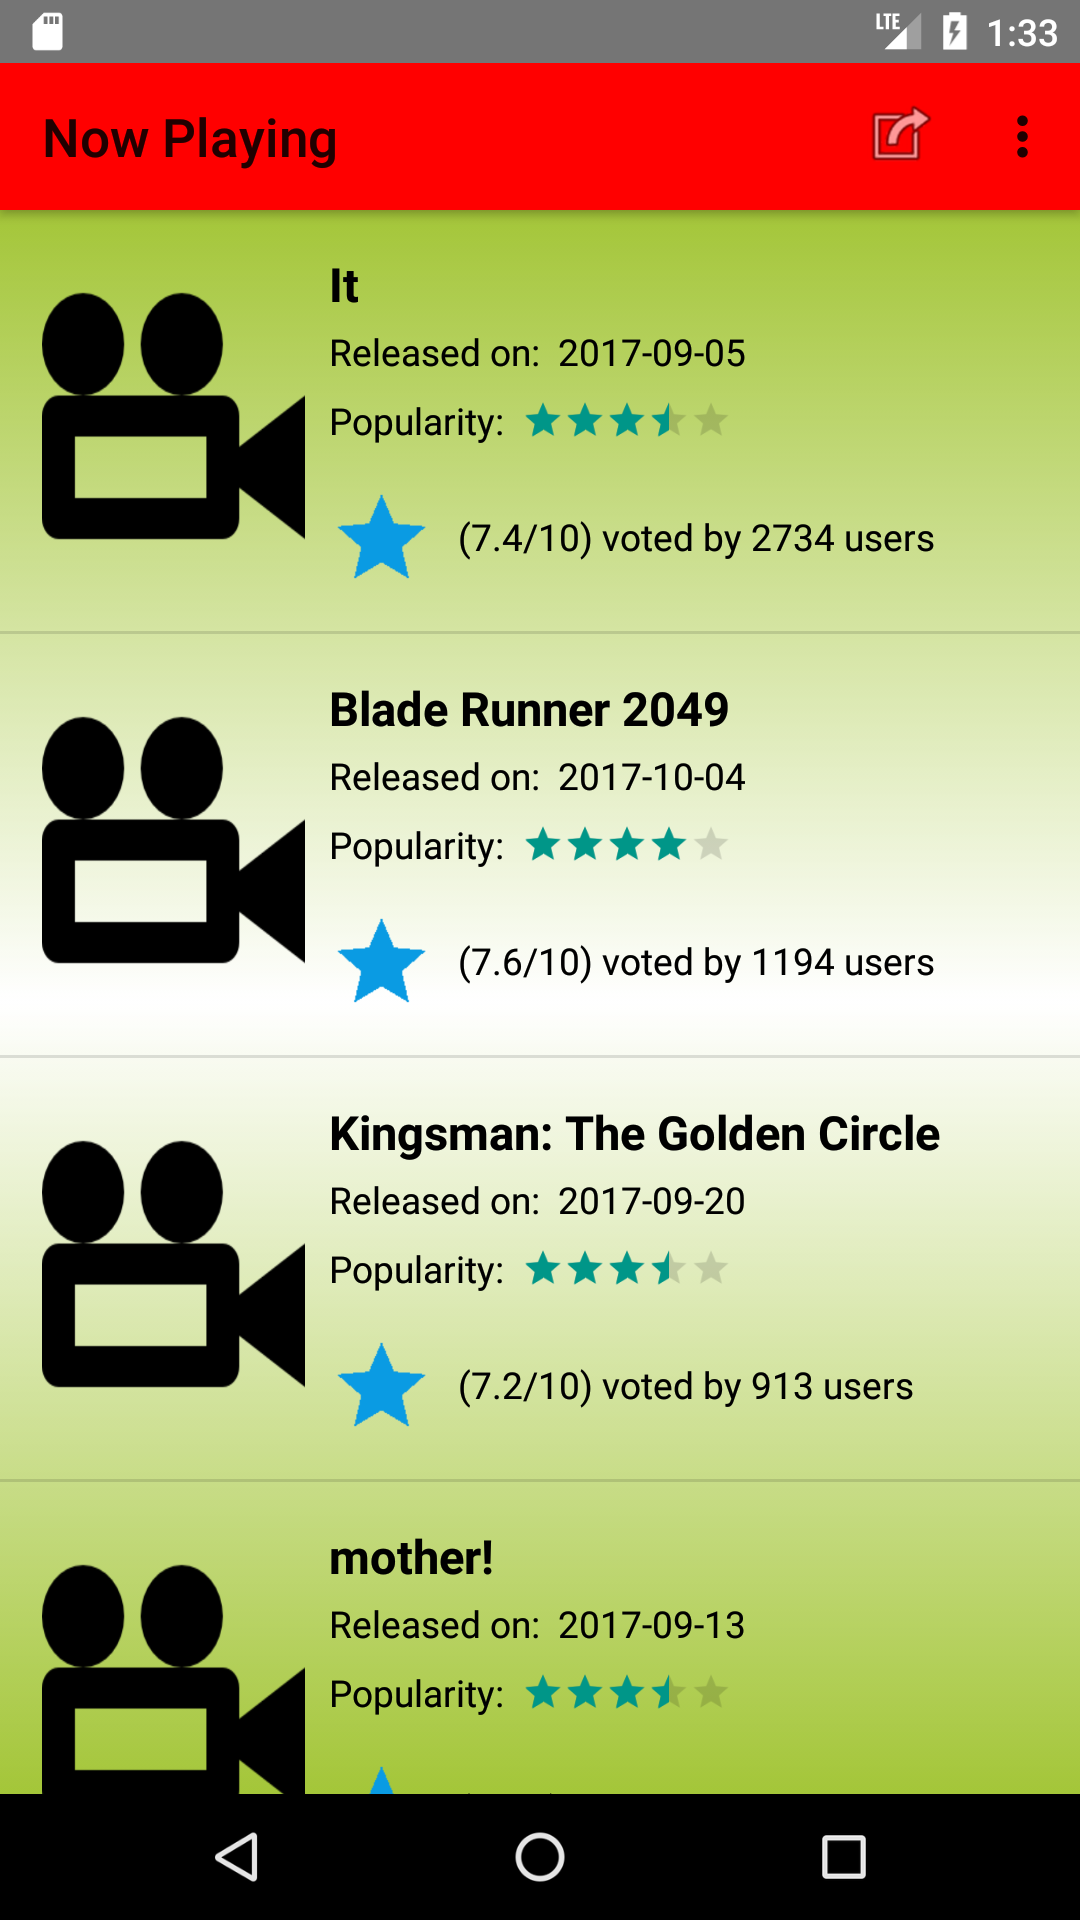 LTE 1:33
Now Playing
It
Released on: 2017-09-05
Popularity:
(7.4/10) voted by 2734 users
Blade Runner 2049
Released on: 2017-10-04
Popularity:
(7.6/10) voted by 1194 users
Kingsman: The Golden Circle
Released on: 2017-09-20
Popularity:
(7.2/10) voted by 913 users
mother!
Released on: 2017-09-13
Popularity: